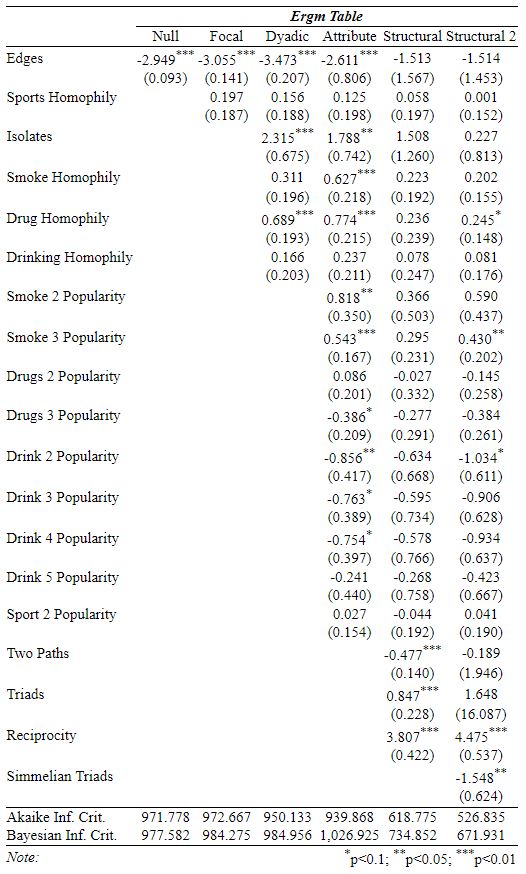 Ergm Table
Null Focal Dyadic Attribute Structural Structural 2
Edges -2.949*** -3.055*** -3.473*** -2.611*** -1.513 -1.514
(0.093) (0.141) (0.207) (0.806) (1.567) (1.453)
Sports Homophily 0.197 0.156 0.125 0.058 0.001
(0.187) (0.188) (0.198) (0.197) (0.152)
Isolates 2.315*** 1.788** 1.508 0.227
(0.675) (0.742) (1.260) (0.813)
Smoke Homophily 0.311 0.627*** 0.223 0.202
(0.196) (0.218) (0.192) (0.155)
Drug Homophily 0.689*** 0.774*** 0.236 0.245*
(0.193) (0.215) (0.239) (0.148)
Drinking Homophily 0.166 0.237 0.078 0.081
(0.203) (0.211) (0.247) (0.176)
Smoke 2 Popularity 0.818** 0.366 0.590
(0.350) (0.503) (0.437)
Smoke 3 Popularity 0.543*** 0.295 0.430**
(0.167) (0.231) (0.202)
Drugs 2 Popularity 0.086 -0.027 -0.145
(0.201) (0.332) (0.258)
Drugs 3 Popularity -0.386* -0.277 -0.384
(0.209) (0.291) (0.261)
Drink 2 Popularity -0.856** -0.634 -1.034*
(0.417) (0.668) (0.611)
Drink 3 Popularity -0.763* -0.595 -0.906
(0.389) (0.734) (0.628)
Drink 4 Popularity -0.754* -0.578 -0.934
(0.397) (0.766) (0.637)
Drink 5 Popularity -0.241 -0.268 -0.423
(0.440) (0.758) (0.667)
Sport 2 Popularity 0.027 -0.044 0.041
(0.154) (0.192) (0.190)
Two Paths -0.477*** -0.189
(0.140) (1.946)
Triads 0.847*** 1.648
(0.228) (16.087)
Reciprocity 3.807*** 4.475***
(0.422) (0.537)
Simmelian Triads -1.548**
(0.624)
Akaike Inf. Crit. 971.778 972.667 950.133 939.868 618.775 526.835
Bayesian Inf. Crit. 977.582 984.275 984.956 1,026.925 734.852 671.931
Note: *p<0.1; **p<0.05; ***p<0.01